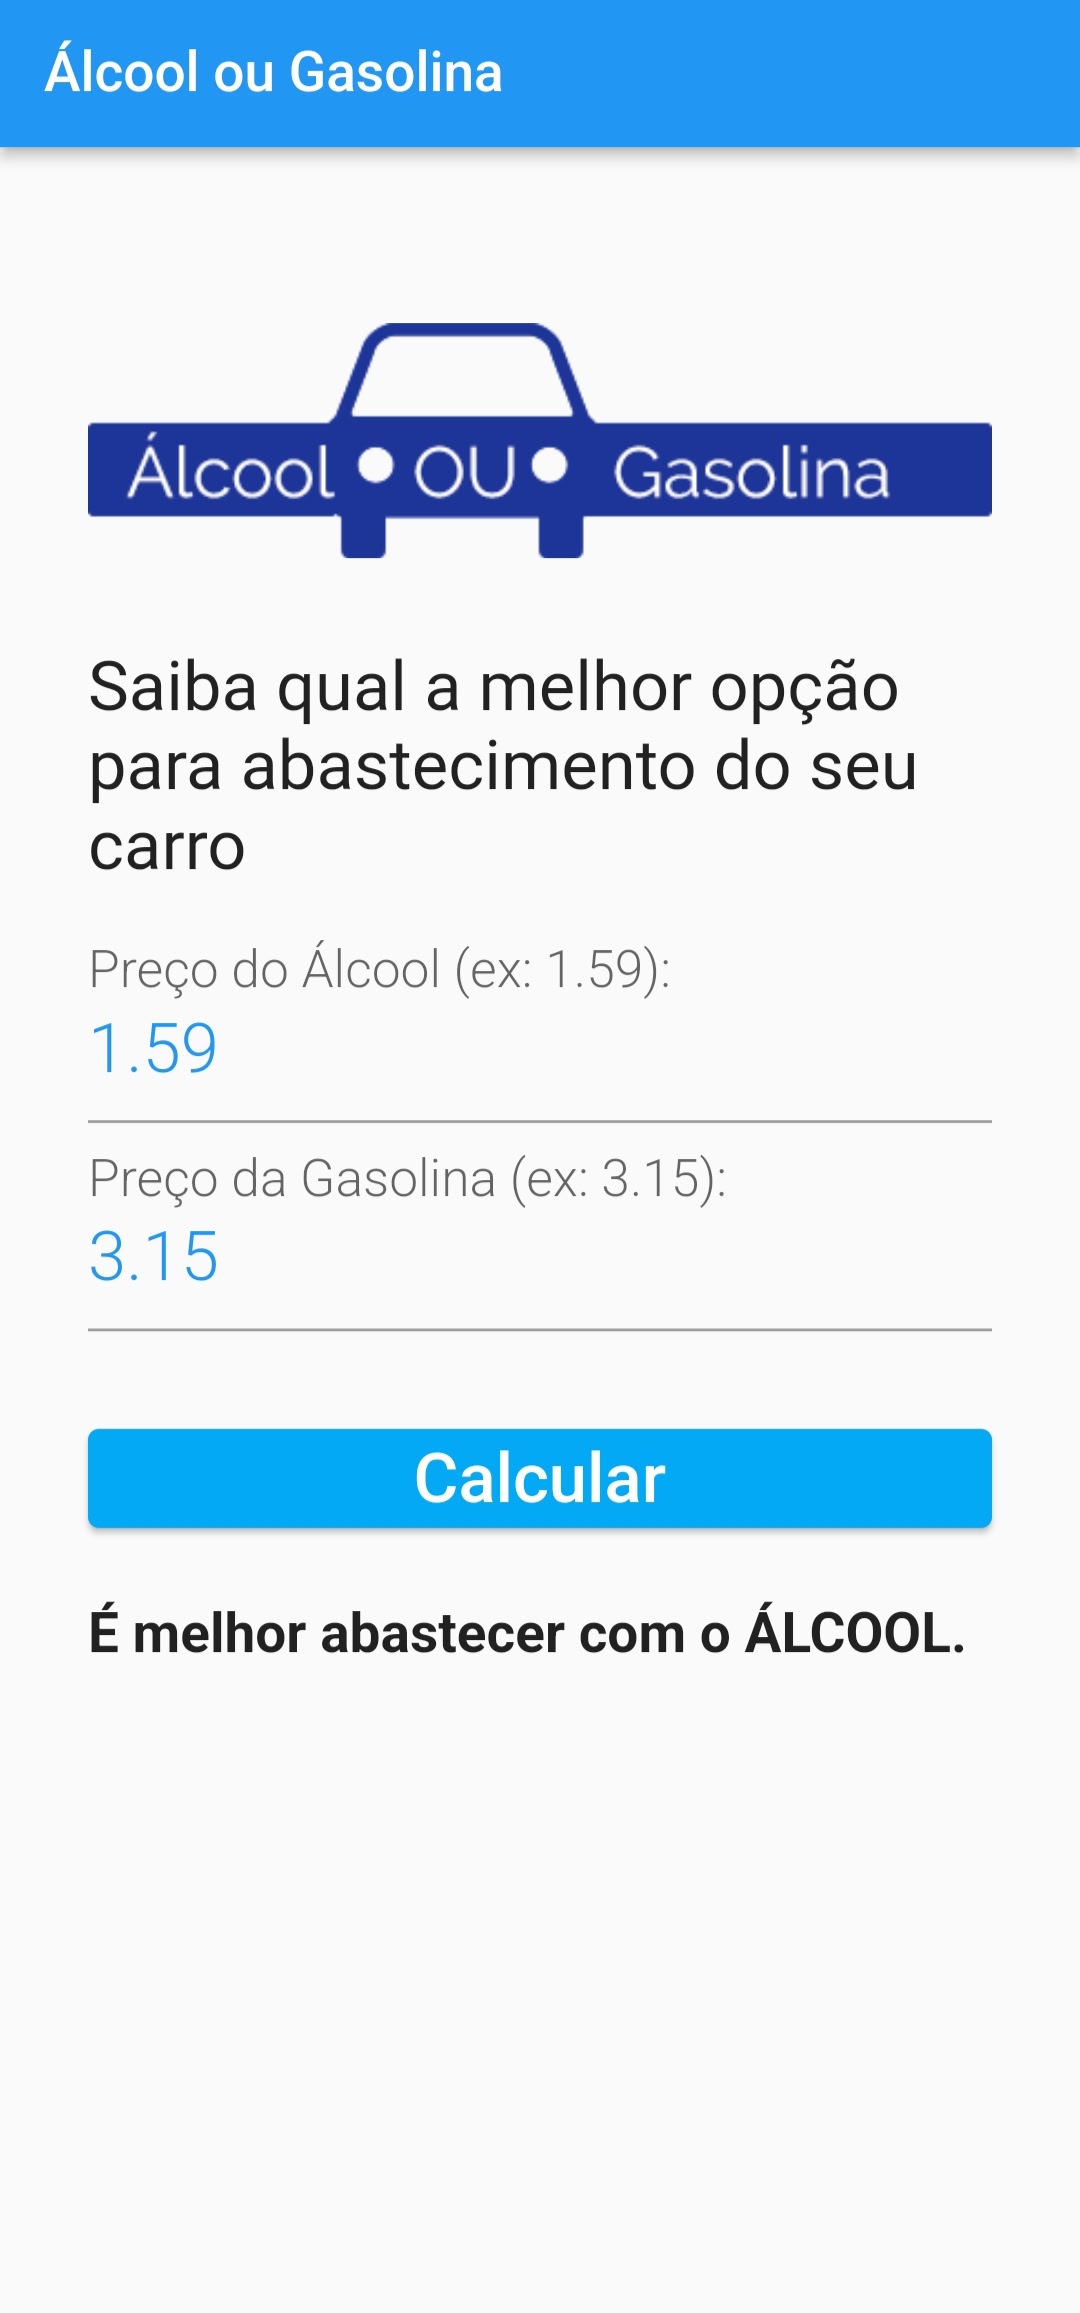 Álcool ou Gasolina
Álcool OU Gasolina
Saiba qual a melhor opção
para abastecimento do seu
carro
Preço do Álcool (ex: 1.59):
1.59
Preço da Gasolina (ex: 3.15):
3.15
Calcular
É melhor abastecer com o ÁLCOOL.